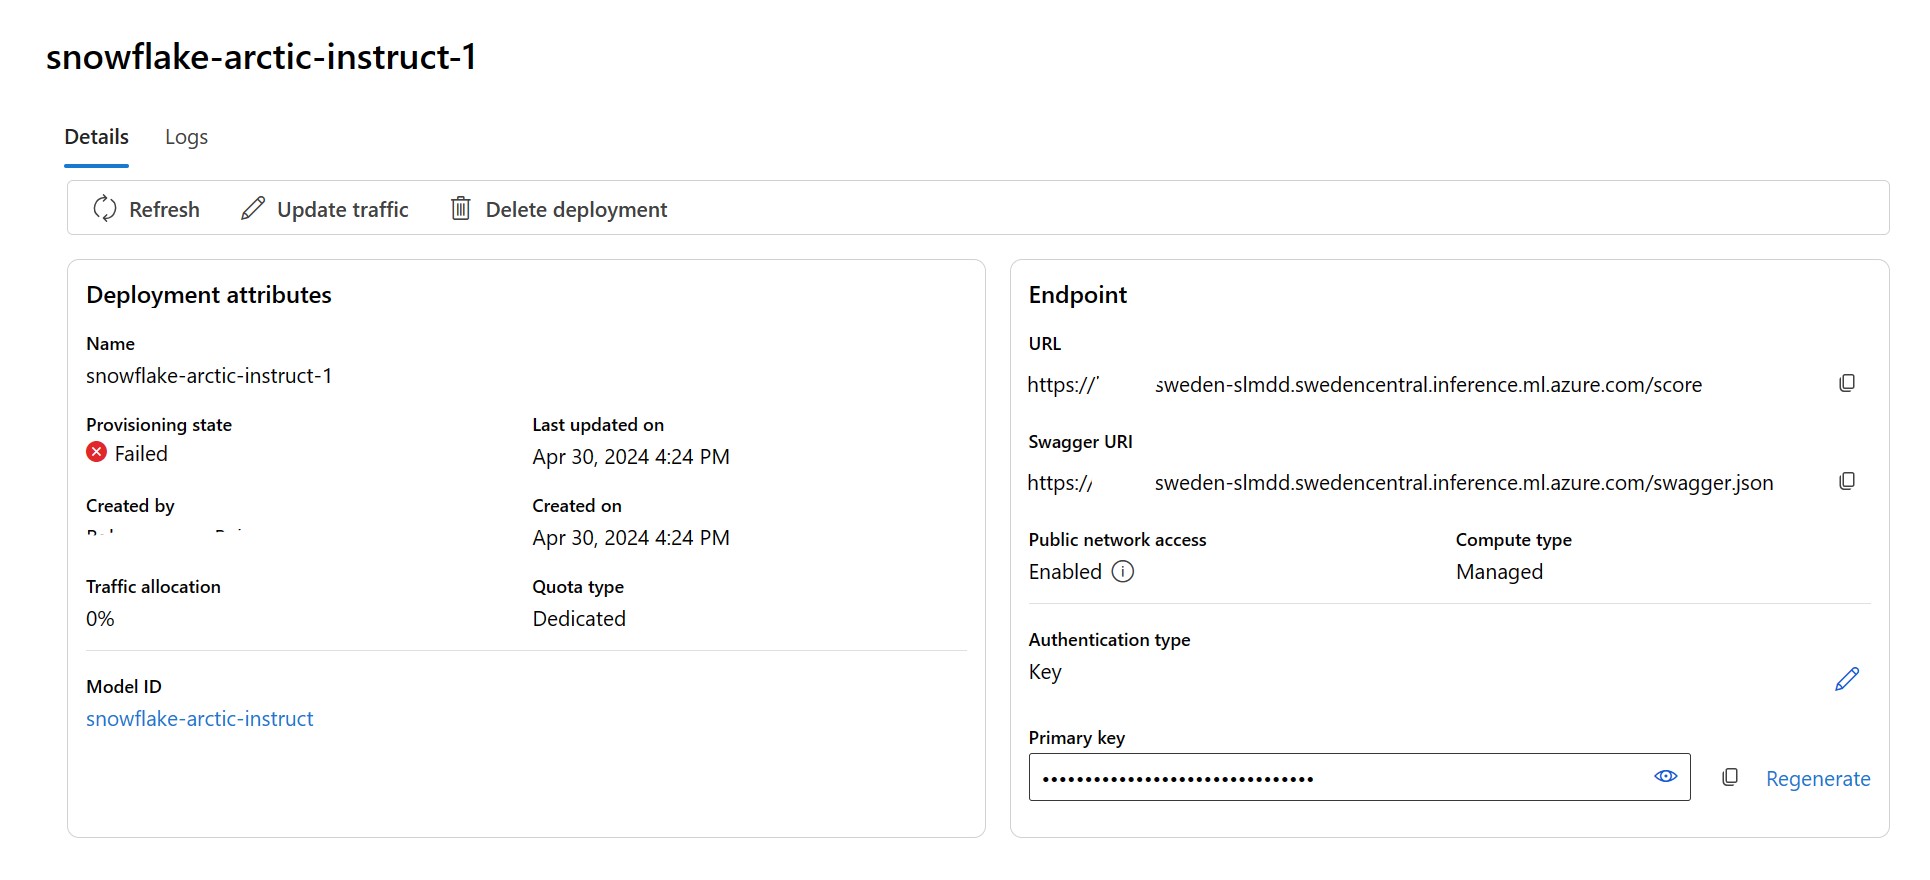 snowflake-arctic-instruct-1
Details Logs
Refresh Update traffic Delete deployment
Deployment attributes
Name
snowflake-arctic-instruct-1
Provisioning state Last updated on
Failed Apr 30, 2024 4:24 PM
Created by Created on
Apr 30, 2024 4:24 PM
Traffic allocation Quota type
0% Dedicated
Model ID
snowflake-arctic-instruct
Endpoint
URL
https:// sweden-slmdd.swedencentral.inference.ml.azure.com/score
Swagger URI
https:// sweden-slmdd.swedencentral.inference.ml.azure.com/swagger.json
Public network access Compute type
Enabled Managed
Authentication type
Key
Primary key
••••••••••••••••••••••••••••••••
Regenerate